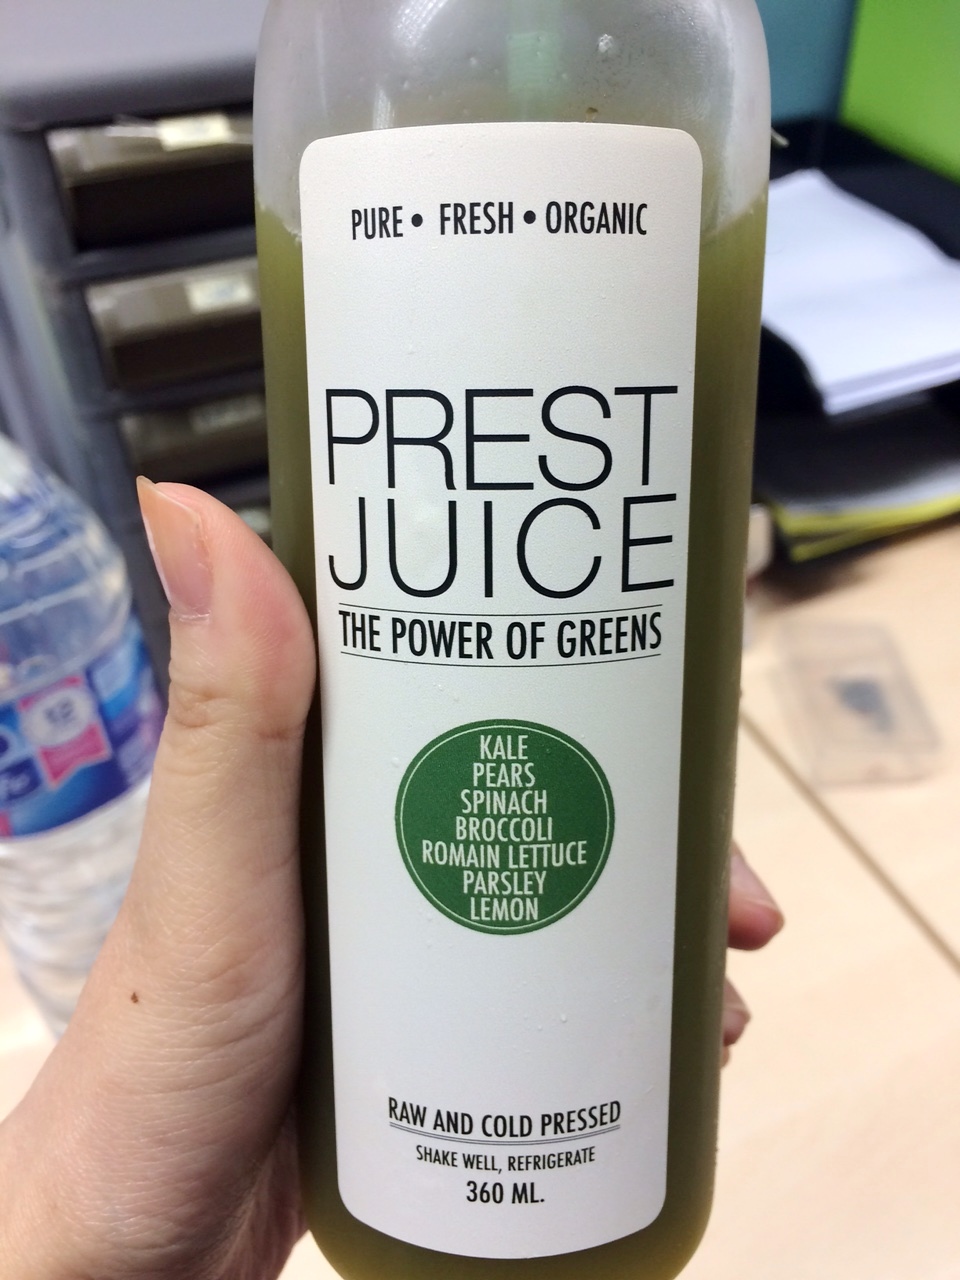 PURE • FRESH • ORGANIC
PREST
JUICE
THE POWER OF GREENS
KALE
PEARS
SPINACH
BROCCOLI
ROMAIN LETTUCE
PARSLEY
LEMON
RAW AND COLD PRESSED
SHAKE WELL, REFRIGERATE
360 ML.